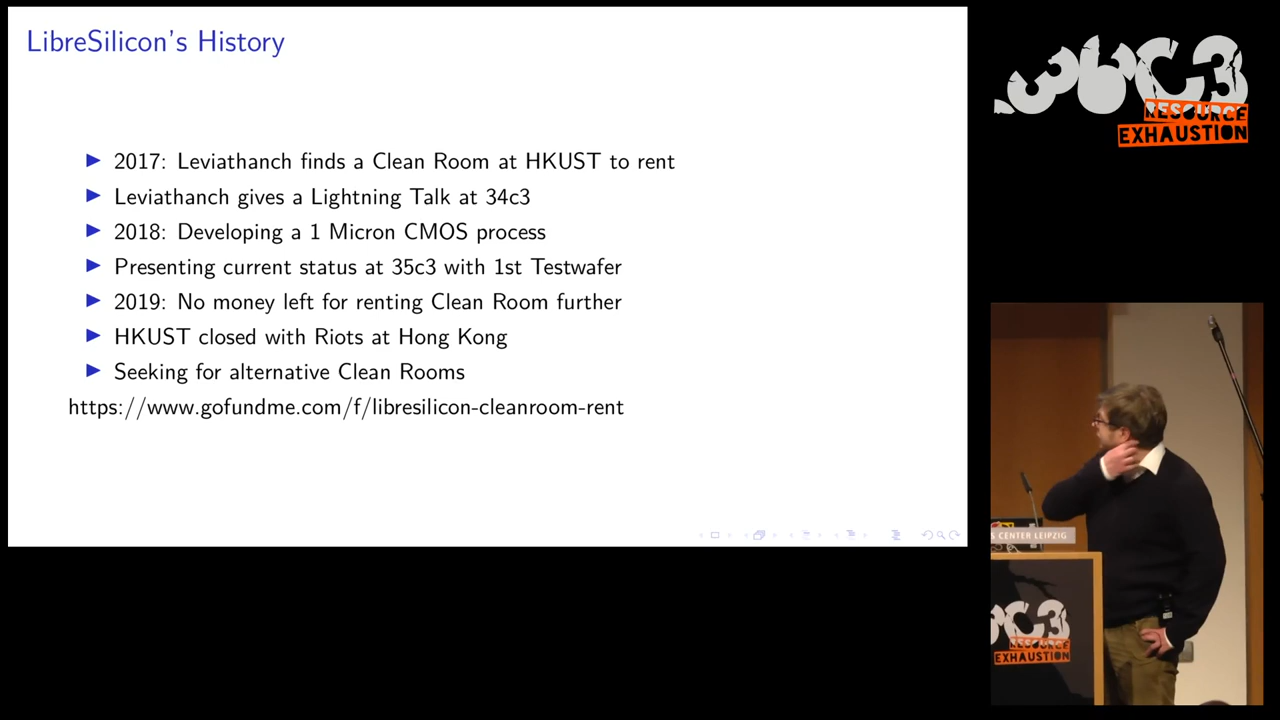 LibreSilicon's History
2017: Leviathanch finds a Clean Room at HKUST to rent
Leviathanch gives a Lightning Talk at 34c3
2018: Developing a 1 Micron CMOS process
Presenting current status at 35c3 with 1st Testwafer
2019: No money left for renting Clean Room further
HKUST closed with Riots at Hong Kong
Seeking for alternative Clean Rooms
https://www.gofundme.com/f/libresilicon-cleanroom-rent
36C3
RESOURCE
EXHAUSTION
S CENTER LEIPZIG
6C3
RESOURCE
EXHAUSTION